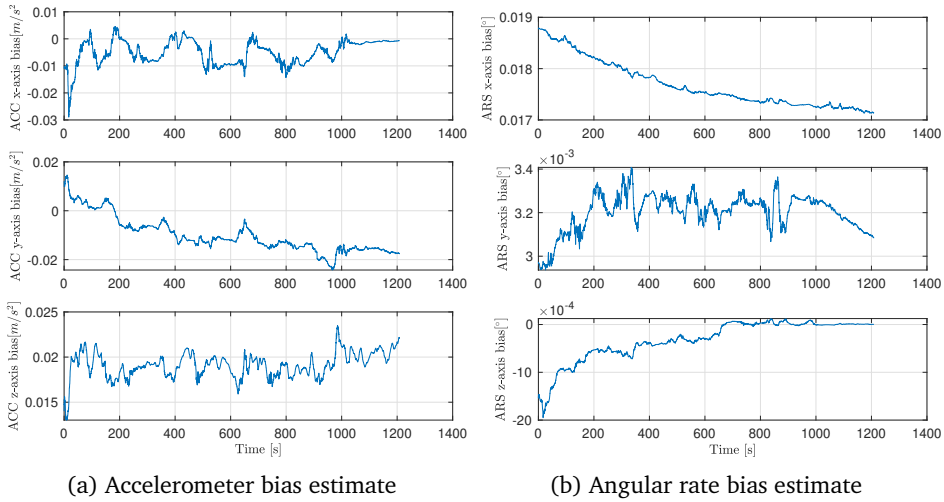 ACC x-axis bias[m/s²
0.01
0
-0.01
-0.02
-0.03
0 200 400 600 800 1000 1200 1400
ACC y-axis bias[m/s²]
0.02
0
-0.02
0 200 400 600 800 1000 1200 1400
ACC z-axis bias[m/s²]
0.025
0.02
0.015
0 200 400 600 800 1000 1200 1400
Time [s]
(a) Accelerometer bias estimate
ARS x-axis bias[°]
0.019
0.018
0.017
0 200 400 600 800 1000 1200 1400
ARS y-axis bias[°]
×10⁻³
3.4
3.2
3
0 200 400 600 800 1000 1200 1400
ARS z-axis bias[°]
×10⁻⁴
0
-10
-20
0 200 400 600 800 1000 1200 1400
Time [s]
(b) Angular rate bias estimate